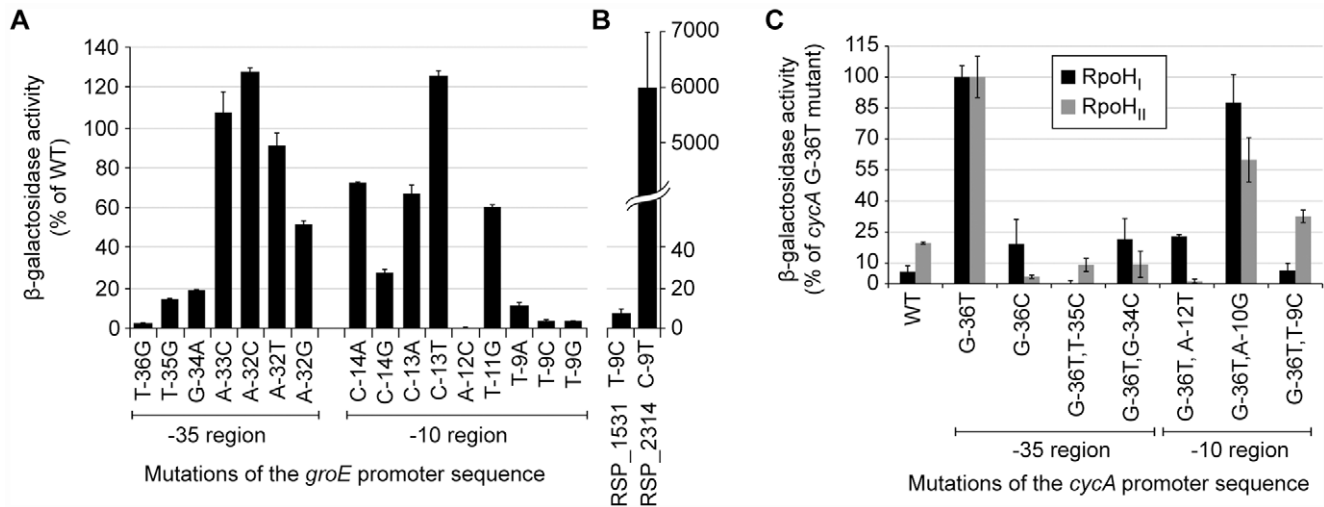 A
β-galactosidase activity
(% of WT)
140
120
100
80
60
40
20
0
T-36G
T-35G
G-34A
A-33C
A-32C
A-32T
A-32G
C-14A
C-14G
C-13A
C-13T
A-12C
T-11G
T-9A
T-9C
T-9G
-35 region
-10 region
Mutations of the groE promoter sequence
B
7000
6000
5000
40
20
0
T-9C
C-9T
RSP_1531
RSP_2314
C
β-galactosidase activity
(% of cycA G-36T mutant)
115
100
85
70
55
40
25
10
0
RpoHI
RpoHII
WT
G-36T
G-36C
G-36T,T-35C
G-36T,G-34C
G-36T, A-12T
G-36T,A-10G
G-36T,T-9C
-35 region
-10 region
Mutations of the cycA promoter sequence